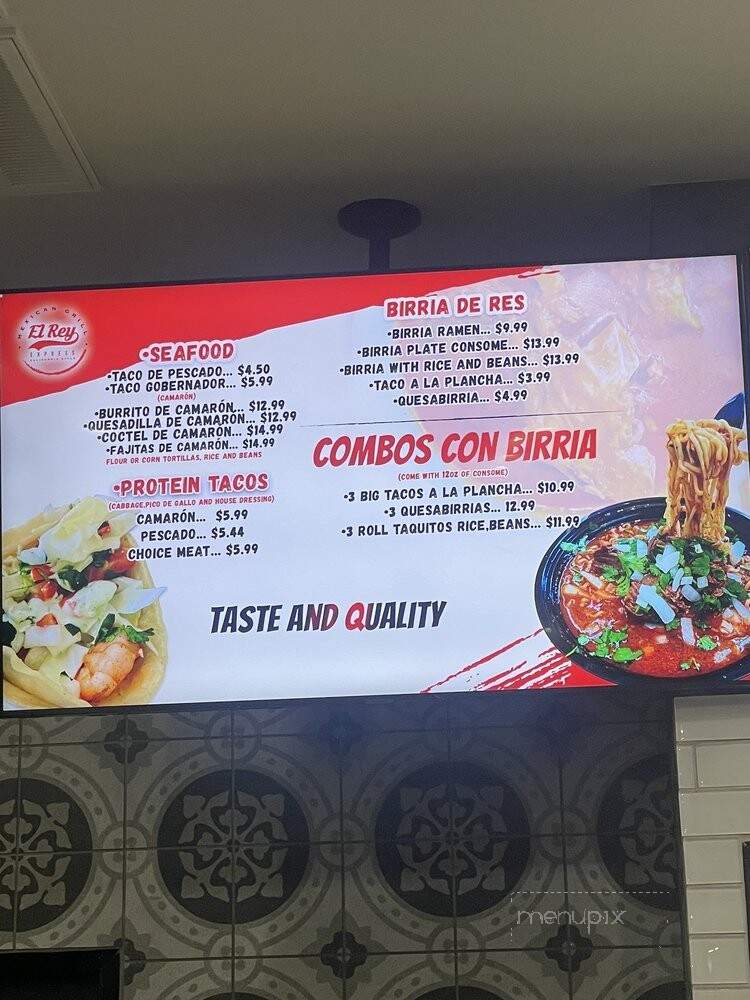 MEXICAN GRILL
El Rey
EXPRESS
•SEAFOOD
•TACO DE PESCADO... $4.50
•TACO GOBERNADOR... $5.99
(CAMARÓN)
•BURRITO DE CAMARÓN... $12.99
•QUESADILLA DE CAMARÓN... $12.99
•COCTEL DE CAMARÓN... $14.99
•FAJITAS DE CAMARÓN... $14.99
FLOUR OR CORN TORTILLAS, RICE AND BEANS
•PROTEIN TACOS
(CABBAGE,PICO DE GALLO AND HOUSE DRESSING)
CAMARÓN... $5.99
PESCADO... $5.44
CHOICE MEAT... $5.99
BIRRIA DE RES
•BIRRIA RAMEN... $9.99
•BIRRIA PLATE CONSOME... $13.99
•BIRRIA WITH RICE AND BEANS... $13.99
•TACO A LA PLANCHA... $3.99
•QUESABIRRIA... $4.99
COMBOS CON BIRRIA
(COME WITH 12OZ OF CONSOME)
•3 BIG TACOS A LA PLANCHA... $10.99
•3 QUESABIRRIAS... 12.99
•3 ROLL TAQUITOS RICE,BEANS... $11.99
TASTE AND QUALITY
menupix